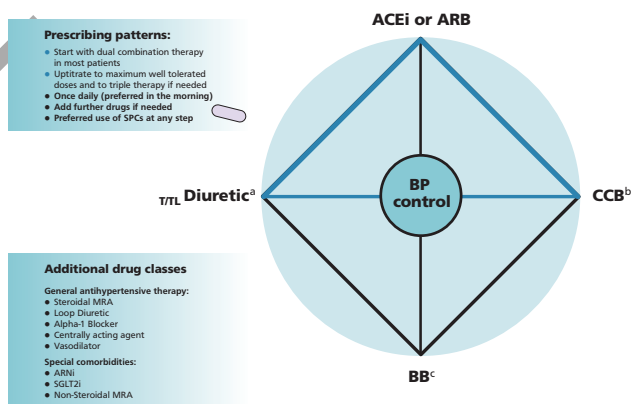 Prescribing patterns:
● Start with dual combination therapy
in most patients
● Uptitrate to maximum well tolerated
doses and to triple therapy if needed
● Once daily (preferred in the morning)
● Add further drugs if needed
● Preferred use of SPCs at any step
ACEi or ARB
T/TL Diuretic^a
BP
control
CCB^b
BB^c
Additional drug classes
General antihypertensive therapy:
● Steroidal MRA
● Loop Diuretic
● Alpha-1 Blocker
● Centrally acting agent
● Vasodilator
Special comorbidities:
● ARNi
● SGLT2i
● Non-Steroidal MRA